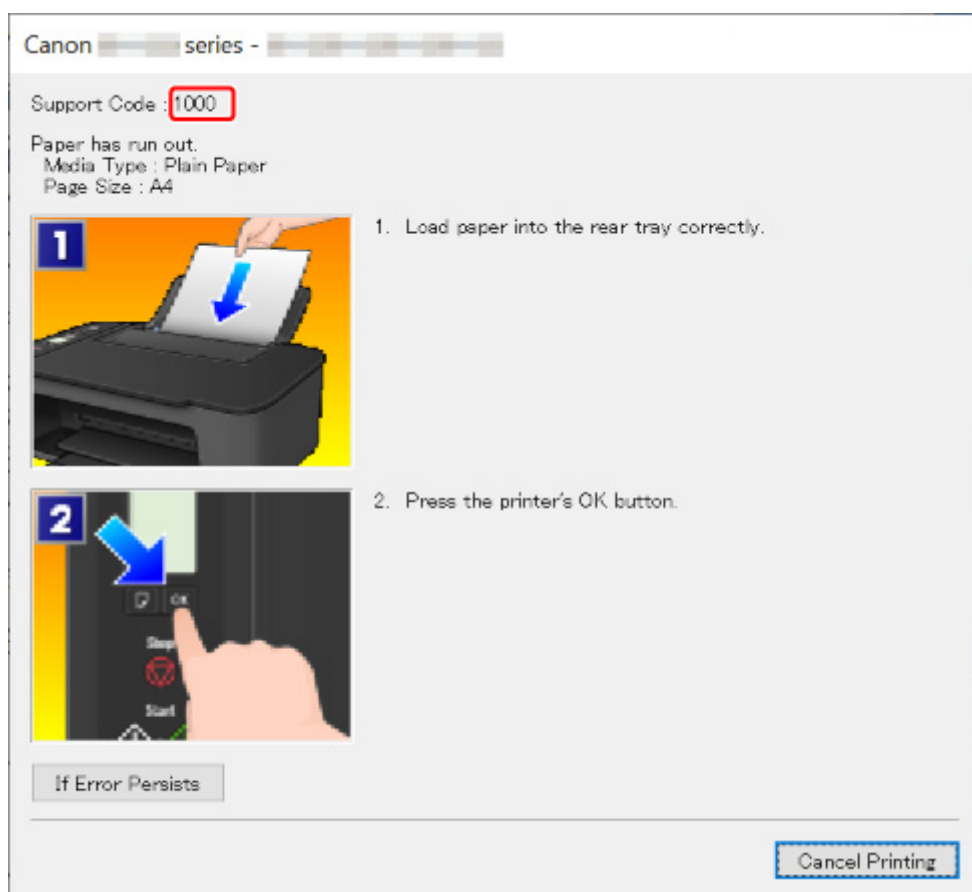 Canon series -
Support Code : 1000
Paper has run out.
Media Type : Plain Paper
Page Size : A4
1
1. Load paper into the rear tray correctly.
2
2. Press the printer's OK button.
OK
Stop
Start
If Error Persists
Cancel Printing